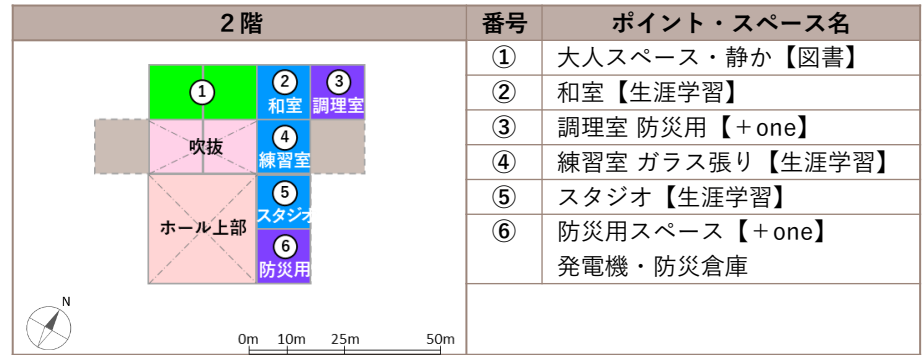 2階
番号
ポイント・スペース名
①
大人スペース・静か【図書】
②
和室【生涯学習】
③
調理室 防災用【+one】
④
練習室 ガラス張り【生涯学習】
⑤
スタジオ【生涯学習】
⑥
防災用スペース【+one】
発電機・防災倉庫
①
②
和室
③
調理室
吹抜
④
練習室
⑤
スタジオ
ホール上部
⑥
防災用
N
0m 10m 25m 50m